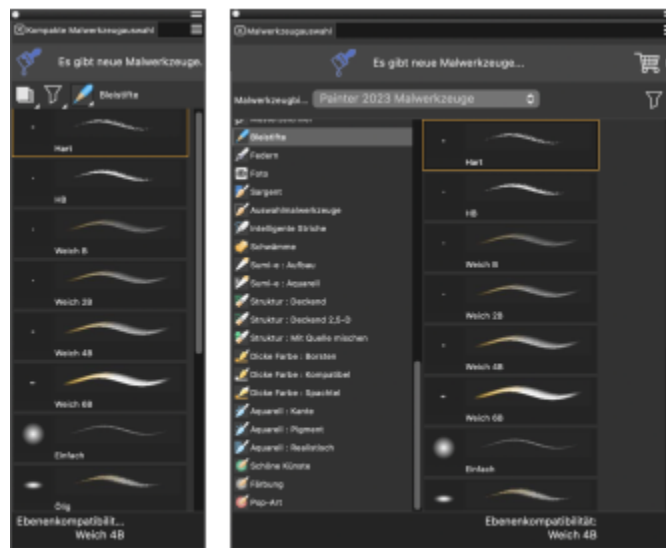 Kompakte Malwerkzeugauswahl
Es gibt neue Malwerkzeuge.
Bleistifte
Hart
HB
Weich B
Weich 2B
Weich 4B
Weich 6B
Einfach
Orig
Ebenenkompatibilit...
Weich 4B
Malwerkzeugauswahl
Es gibt neue Malwerkzeuge...
Malwerkzeugbi...
Painter 2023 Malwerkzeuge
Bleistifte
Federn
Foto
Sargent
Auswahlmalwerkzeuge
Intelligente Striche
Schwämme
Sumi-e : Aufbau
Sumi-e : Aquarell
Struktur : Deckend
Struktur : Deckend 2,5-D
Struktur : Mit Quelle mischen
Dicke Farbe : Borsten
Dicke Farbe : Kompatibel
Dicke Farbe : Spachtel
Aquarell : Kante
Aquarell : Pigment
Aquarell : Realistisch
Schöne Künste
Färbung
Pop-Art
Hart
HB
Weich B
Weich 2B
Weich 4B
Weich 6B
Einfach
Ebenenkompatibilität:
Weich 4B